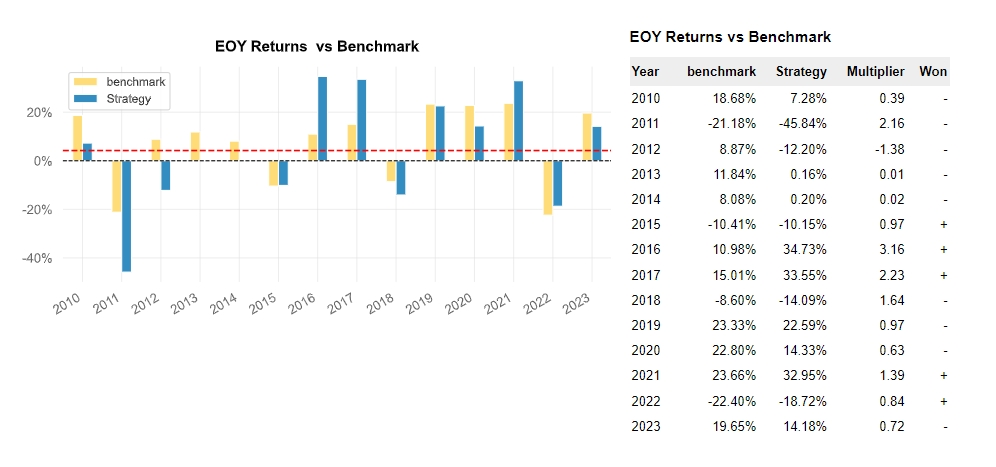 EOY Returns vs Benchmark
benchmark
Strategy
20%
0%
-20%
-40%
2010 2011 2012 2013 2014 2015 2016 2017 2018 2019 2020 2021 2022 2023
EOY Returns vs Benchmark
Year benchmark Strategy Multiplier Won
2010 18.68% 7.28% 0.39 -
2011 -21.18% -45.84% 2.16 -
2012 8.87% -12.20% -1.38 -
2013 11.84% 0.16% 0.01 -
2014 8.08% 0.20% 0.02 -
2015 -10.41% -10.15% 0.97 +
2016 10.98% 34.73% 3.16 +
2017 15.01% 33.55% 2.23 +
2018 -8.60% -14.09% 1.64 -
2019 23.33% 22.59% 0.97 -
2020 22.80% 14.33% 0.63 -
2021 23.66% 32.95% 1.39 +
2022 -22.40% -18.72% 0.84 +
2023 19.65% 14.18% 0.72 -